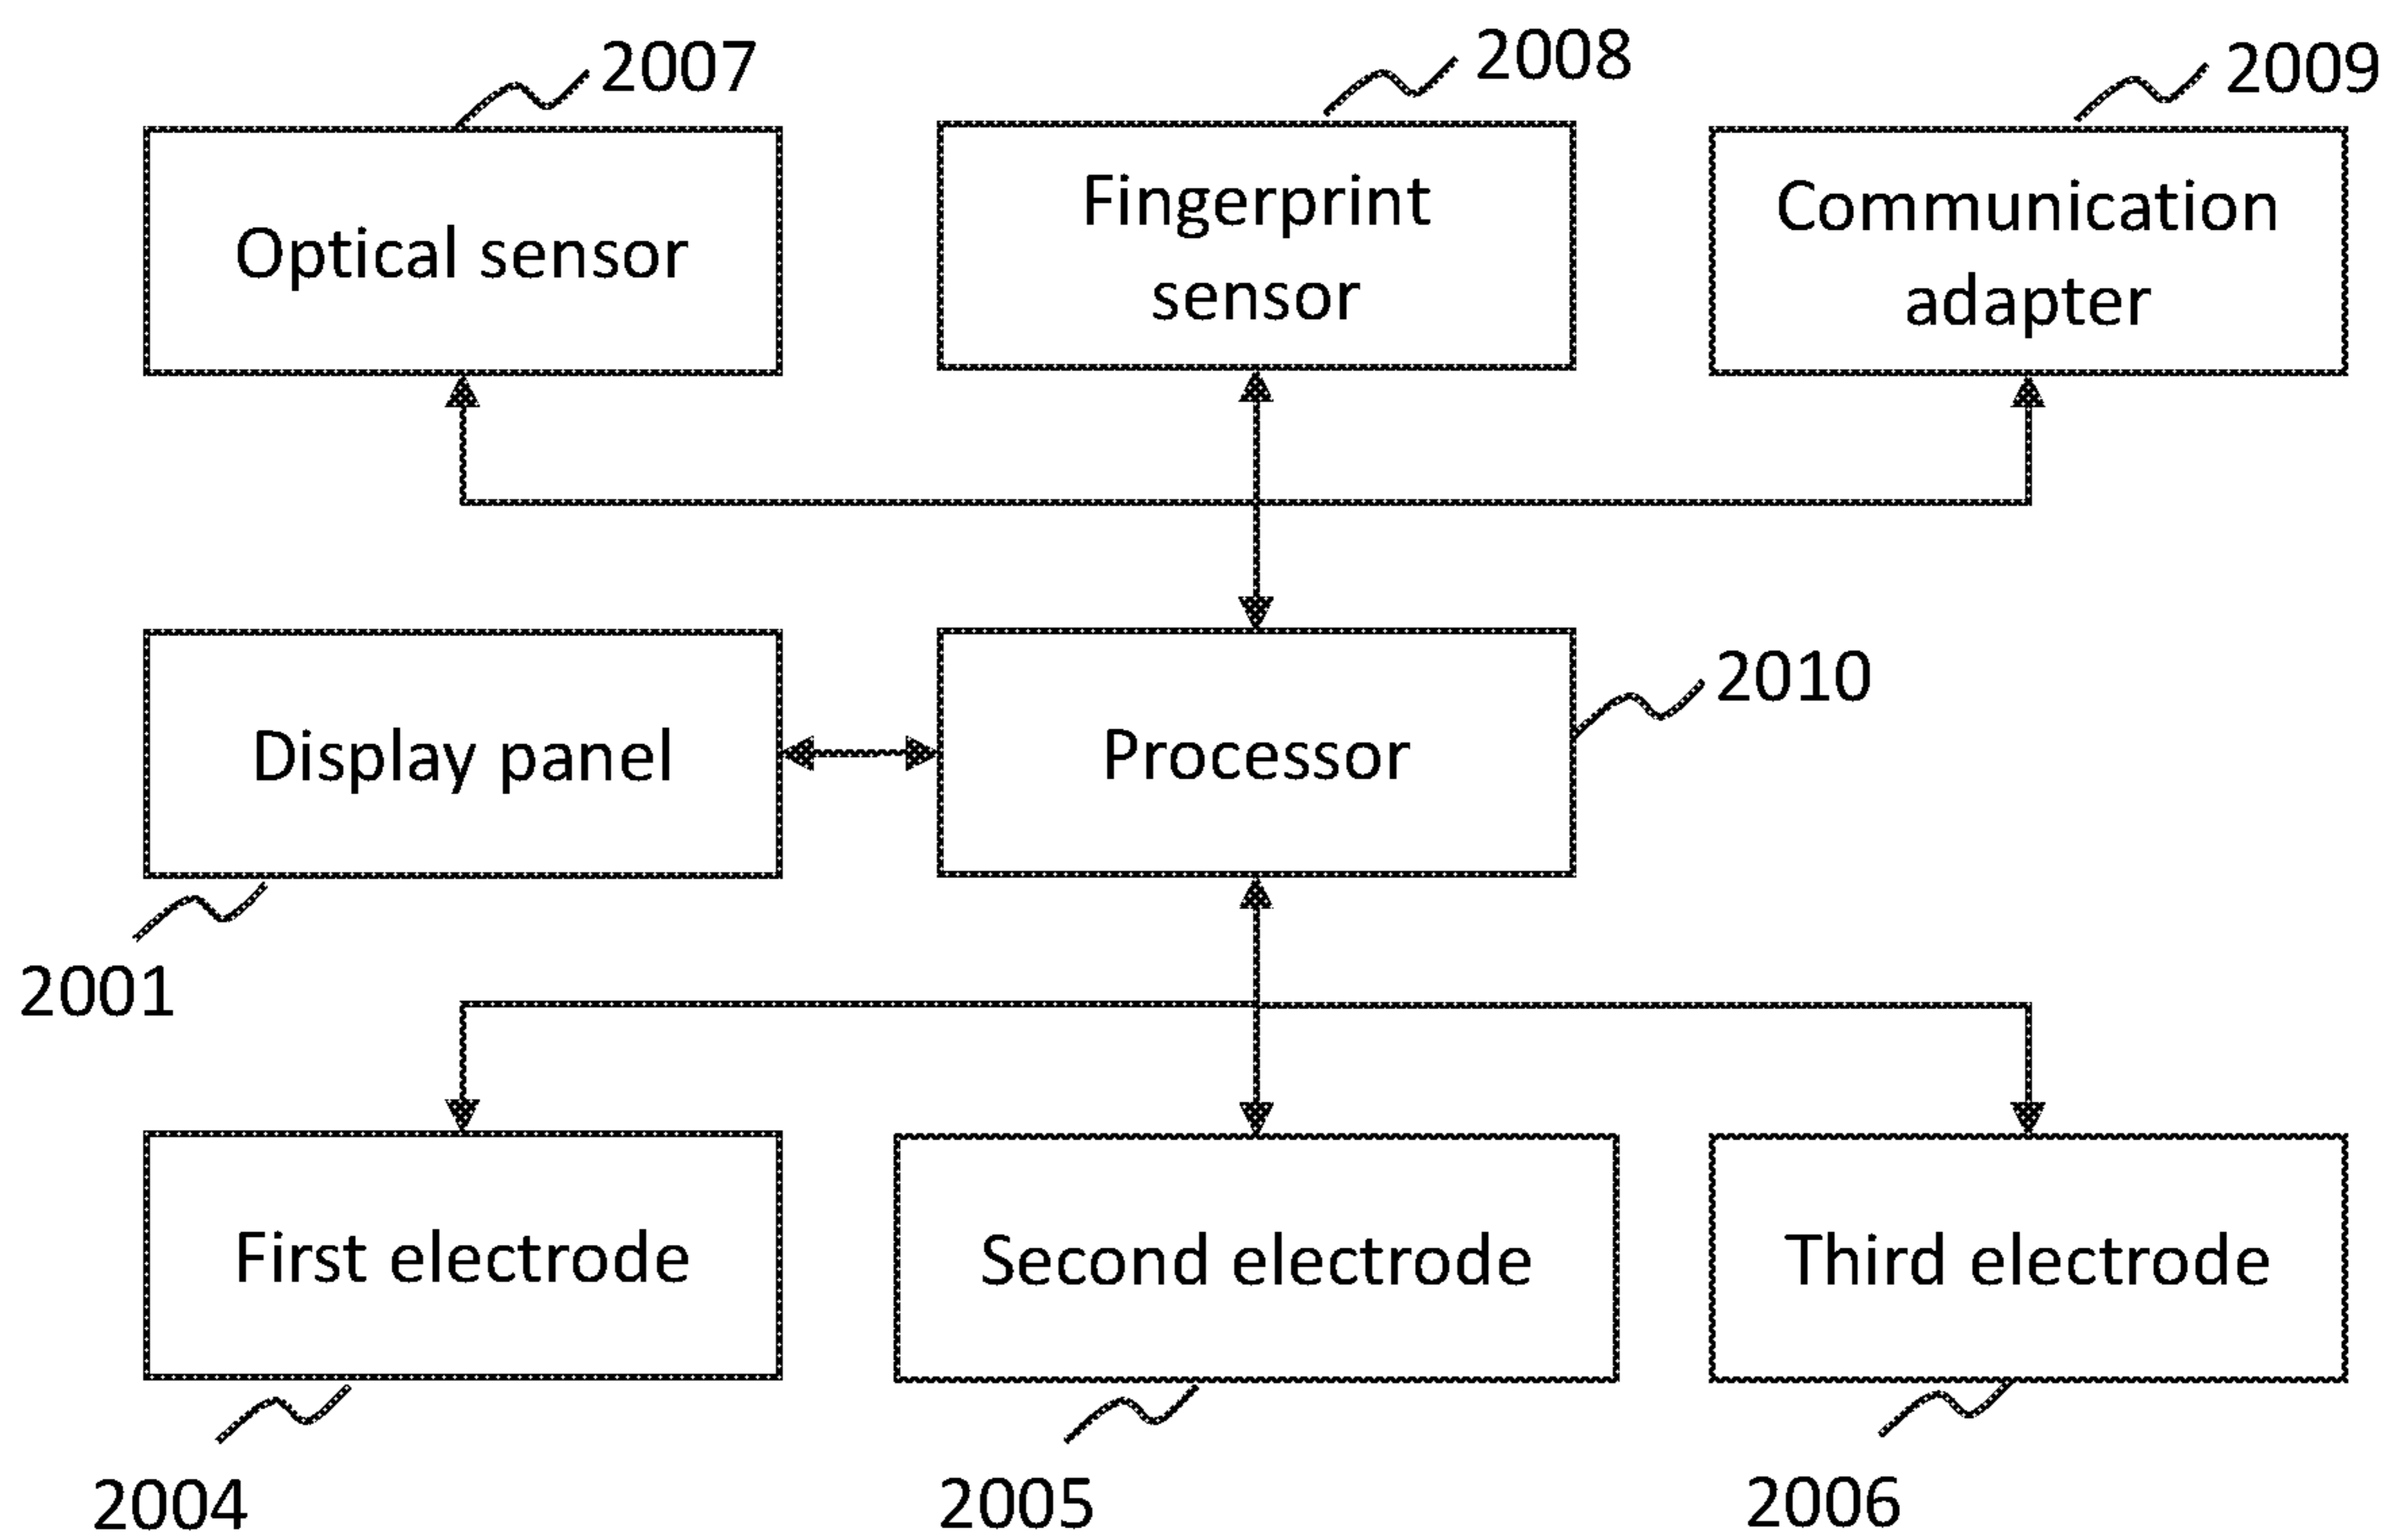 2007
2008
2009
Optical sensor
Fingerprint
sensor
Communication
adapter
Display panel
Processor
2010
2001
First electrode
Second electrode
Third electrode
2004
2005
2006